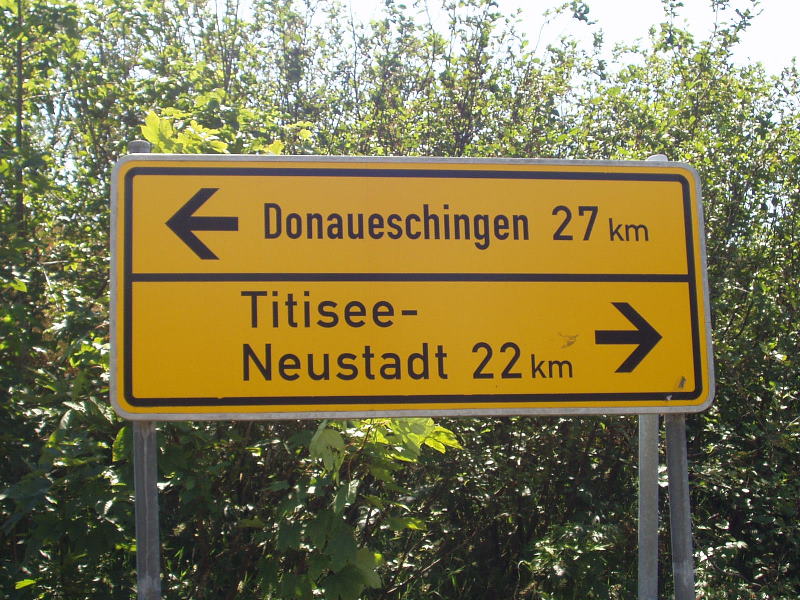 Donaueschingen 27 km
Titisee-
Neustadt 22 km